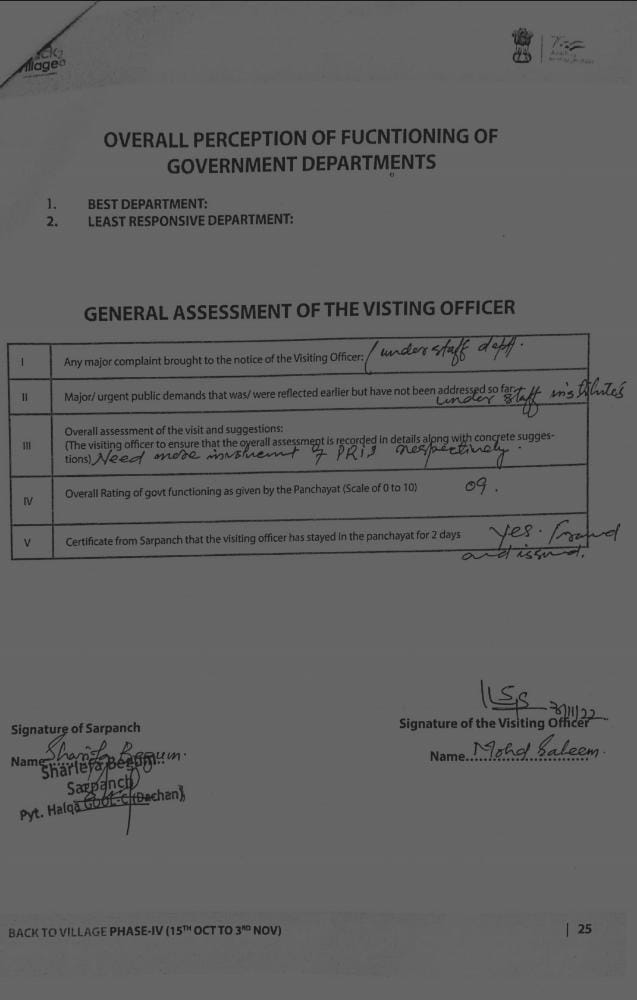 OVERALL PERCEPTION OF FUCNTIONING OF
GOVERNMENT DEPARTMENTS
1. BEST DEPARTMENT:
2. LEAST RESPONSIVE DEPARTMENT:
GENERAL ASSESSMENT OF THE VISTING OFFICER
I Any major complaint brought to the notice of the Visiting Officer: under staff deptt.
II Major/ urgent public demands that was/ were reflected earlier but have not been addressed so far:
under staff institutes
III Overall assessment of the visit and suggestions:
(The visiting officer to ensure that the overall assessment is recorded in details along with concrete sugges-
tions) Need more of PRIs respectively.
IV Overall Rating of govt functioning as given by the Panchayat (Scale of 0 to 10) 09.
V Certificate from Sarpanch that the visiting officer has stayed in the panchayat for 2 days Yes.
and issued.
Signature of Sarpanch
Name Sharifa Begum.
Sharifa Begum
Sarpanch
Pyt. Halqa (Dachan)
3/11/22
Signature of the Visiting Officer
Name Mohd Saleem.
BACK TO VILLAGE PHASE-IV (15TH OCT TO 3RD NOV) | 25